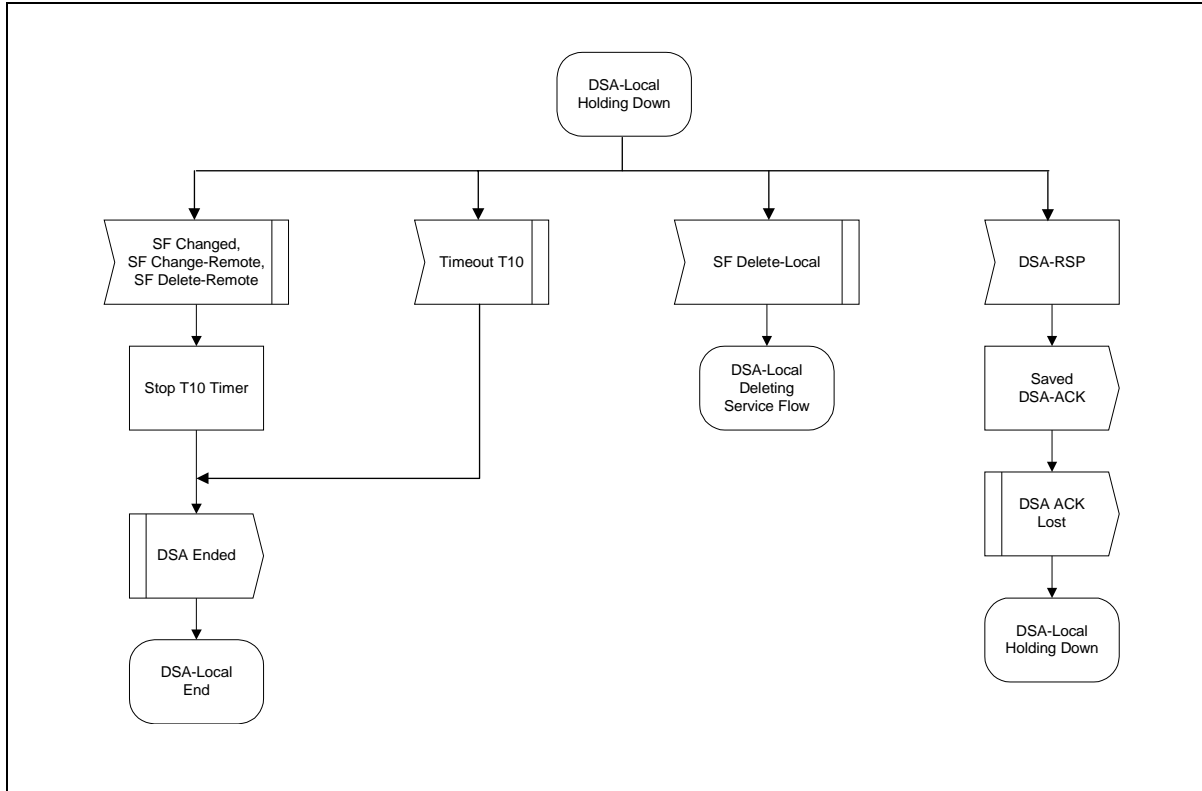 DSA-Local
Holding Down
SF Changed,
SF Change-Remote,
SF Delete-Remote
Timeout T10
SF Delete-Local
DSA-RSP
Stop T10 Timer
DSA-Local
Deleting
Service Flow
Saved
DSA-ACK
DSA Ended
DSA ACK
Lost
DSA-Local
End
DSA-Local
Holding Down